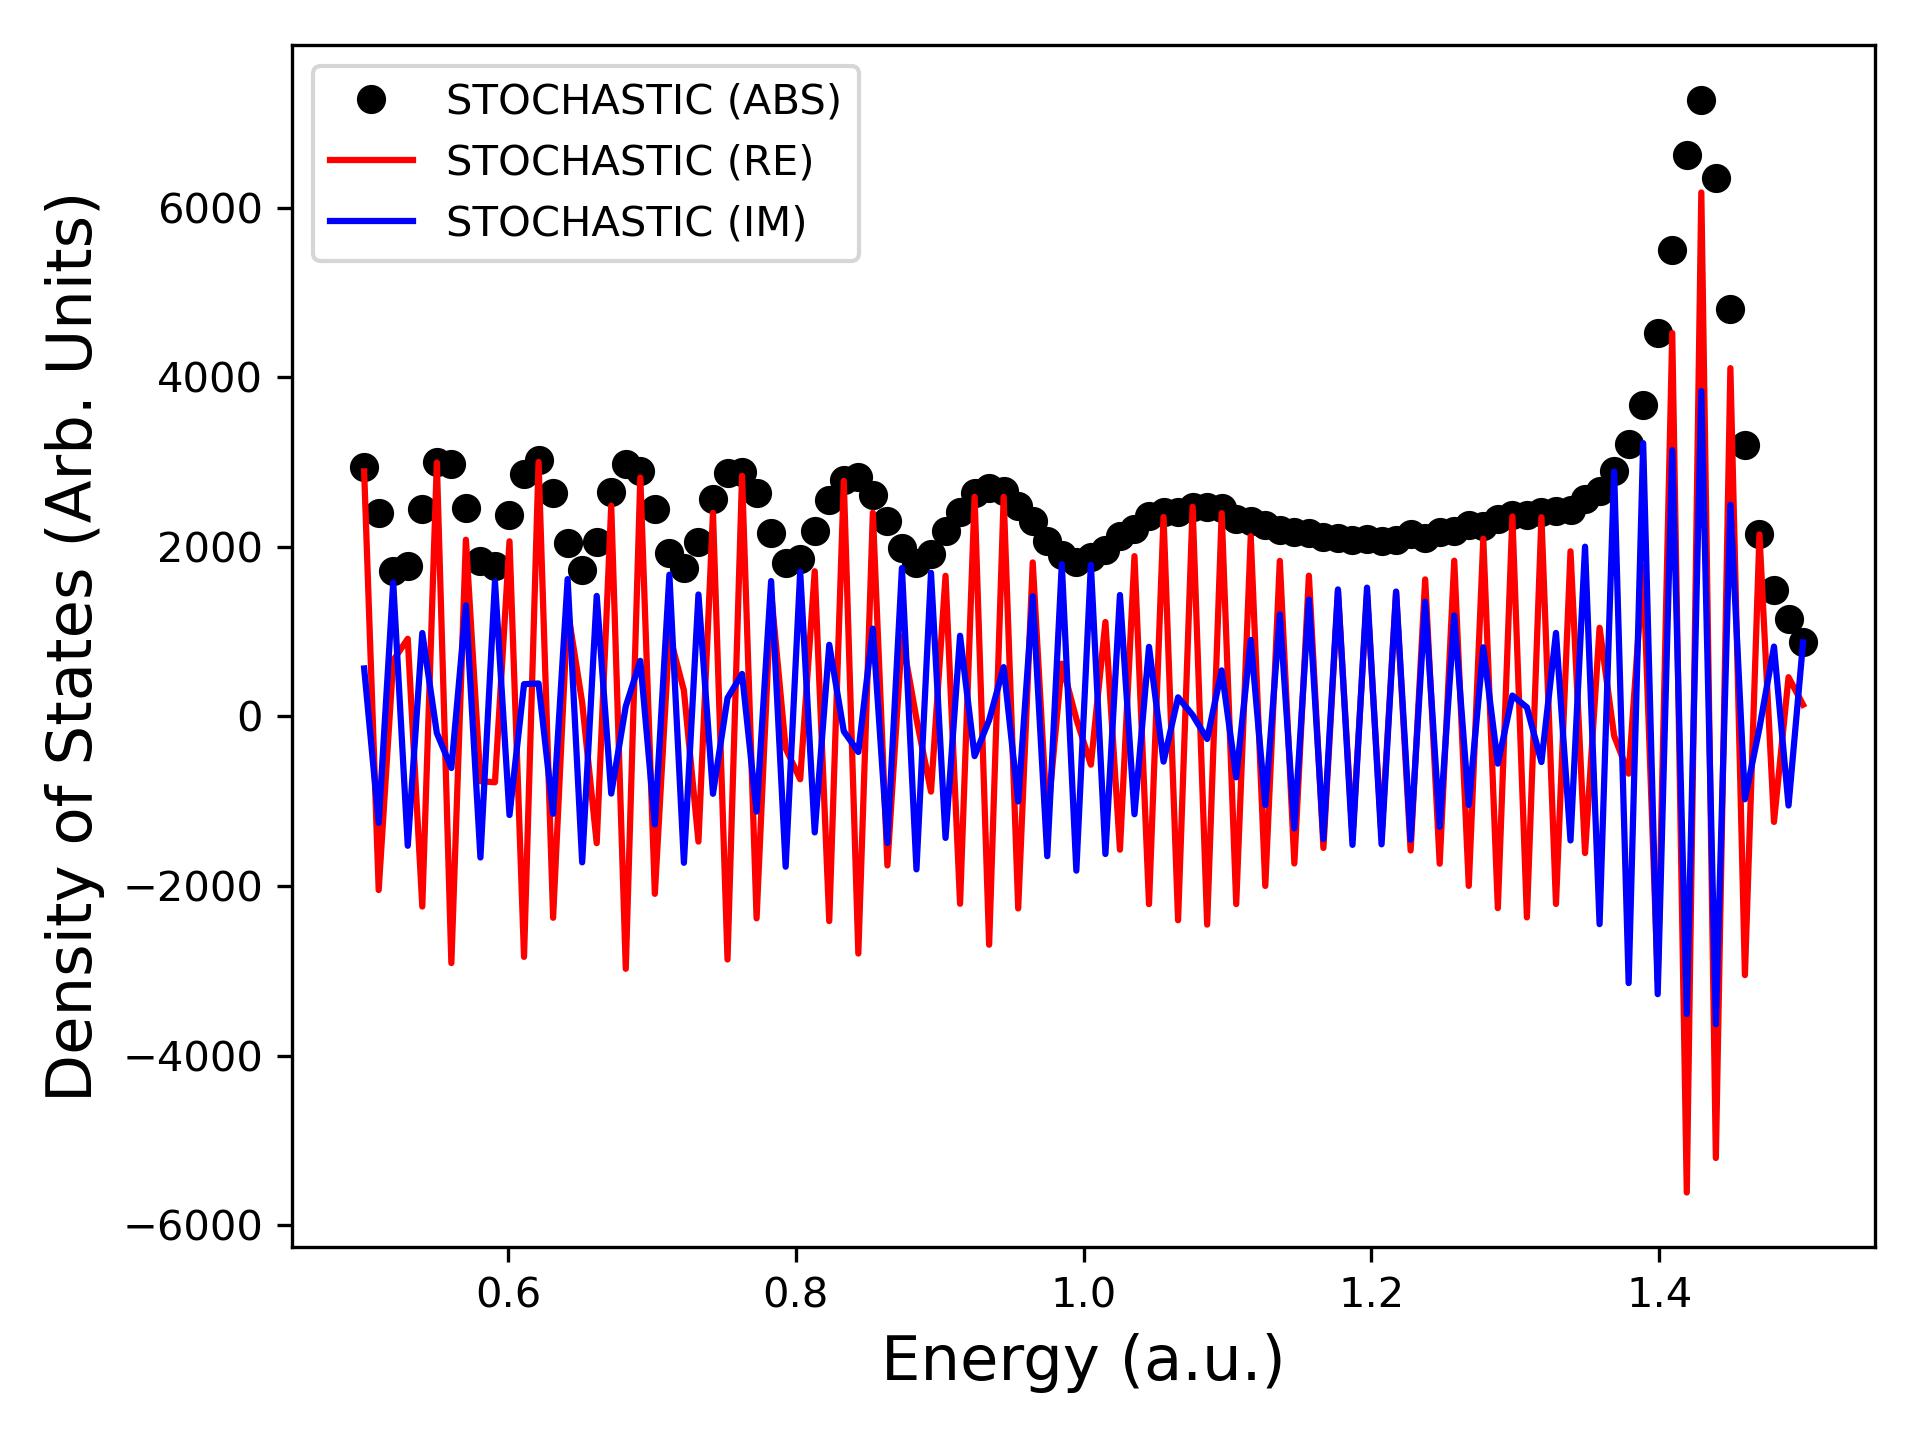 STOCHASTIC (ABS)
STOCHASTIC (RE)
STOCHASTIC (IM)
Density of States (Arb. Units)
6000
4000
2000
0
−2000
−4000
−6000
0.6
0.8
1.0
1.2
1.4
Energy (a.u.)